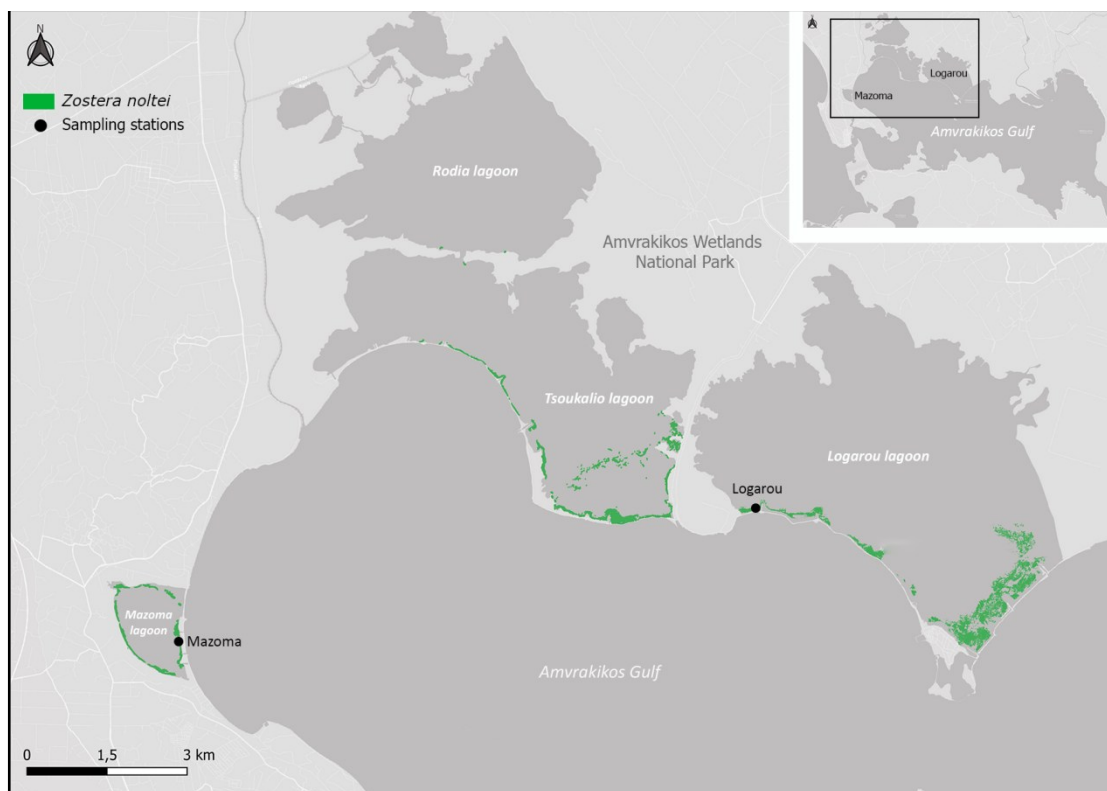 N
Zostera noltei
Sampling stations
Rodia lagoon
Amvrakikos Wetlands
National Park
Tsoukalio lagoon
Logarou lagoon
Logarou
Mazoma
lagoon
Mazoma
Amvrakikos Gulf
0 1,5 3 km
Logarou
Mazoma
Amvrakikos Gulf